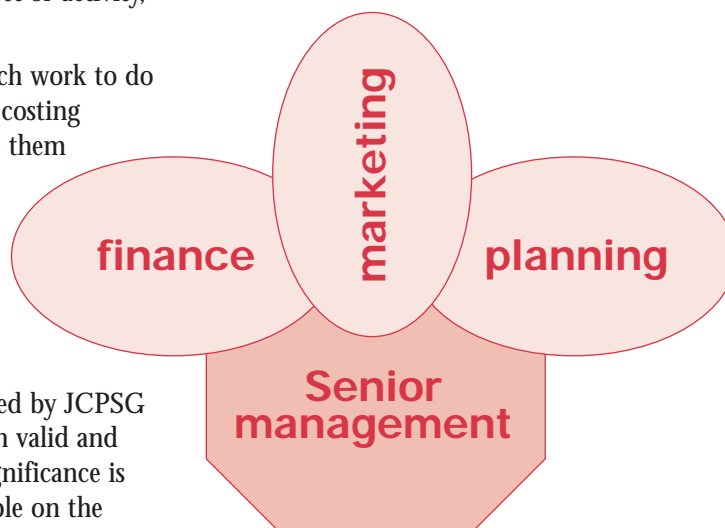 ch work to do
costing
them
ed by JCPSG
n valid and
gnificance is
ole on the
finance
marketing
planning
Senior
management